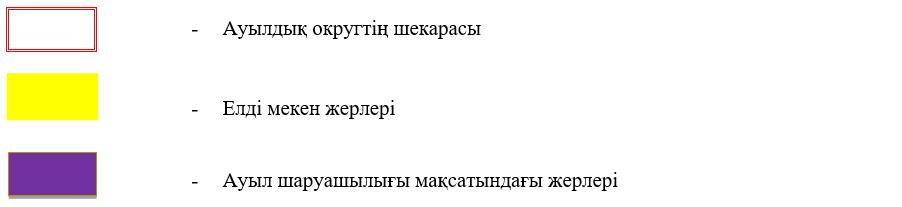 - Ауылдық округтің шекарасы
- Елді мекен жерлері
- Ауыл шаруашылығы мақсатындағы жерлері